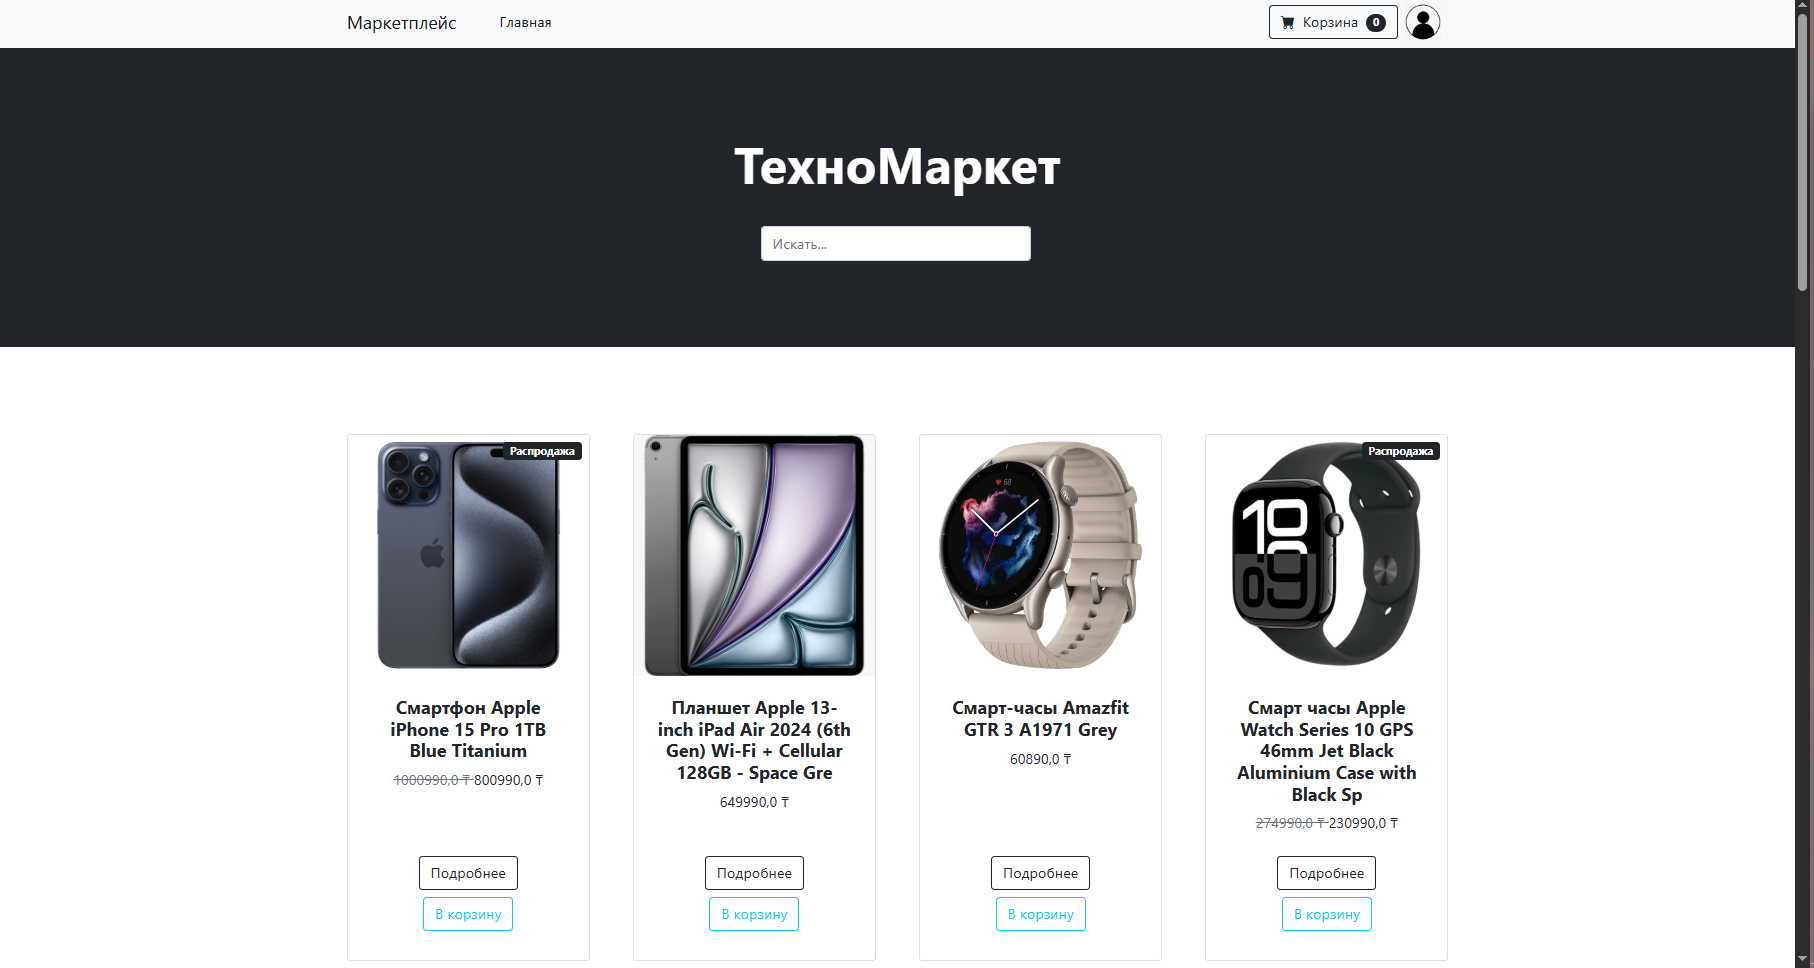 Маркетплейс
Главная
Корзина 0
ТехноМаркет
Искать...
Распродажа
Смартфон Apple
iPhone 15 Pro 1TB
Blue Titanium
1000990,0 ₸ 800990,0 ₸
Подробнее
В корзину
Планшет Apple 13-
inch iPad Air 2024 (6th
Gen) Wi-Fi + Cellular
128GB - Space Gre
649990,0 ₸
Подробнее
В корзину
68
Смарт-часы Amazfit
GTR 3 A1971 Grey
60890,0 ₸
Подробнее
В корзину
Распродажа
10
09
Смарт часы Apple
Watch Series 10 GPS
46mm Jet Black
Aluminium Case with
Black Sp
274990,0 ₸ 230990,0 ₸
Подробнее
В корзину